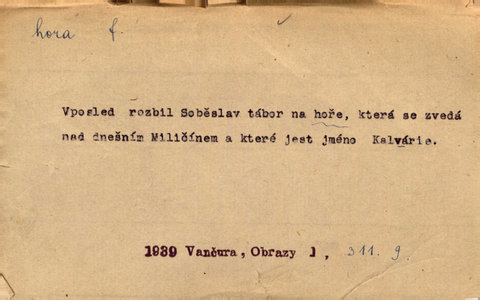 hora f.
Vposled rozbil Soběslav tábor na hoře, která se zvedá
nad dnešním Miličínem a které jest jméno Kalvárie.
1939 Vančura, Obrazy 1, 311. 9.